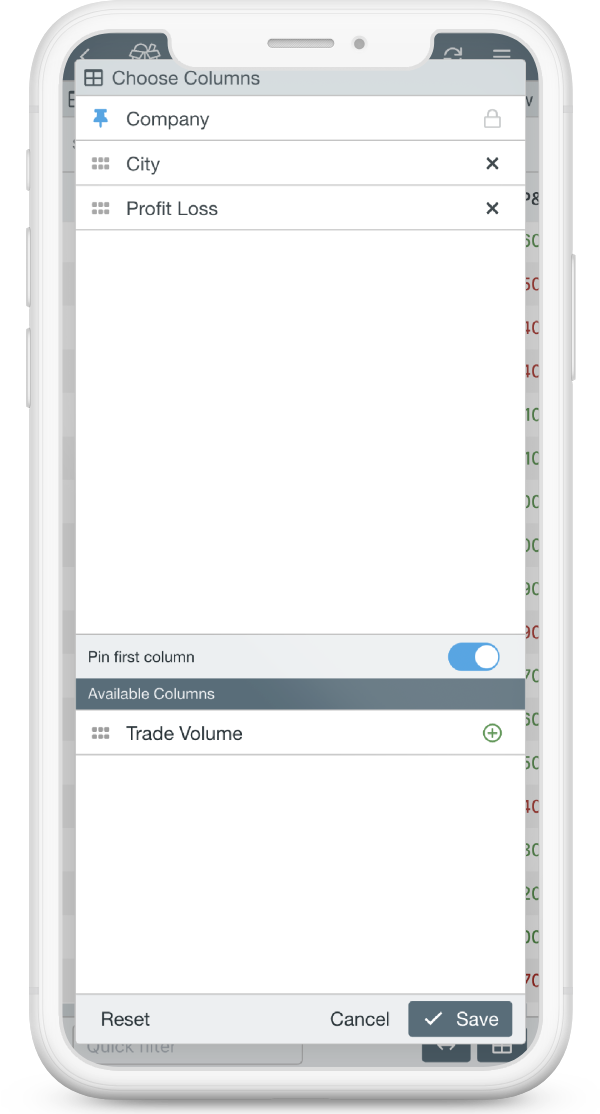 Choose Columns
Company
City
Profit Loss
Pin first column
Available Columns
Trade Volume
Reset
Cancel
Save
Quick filter